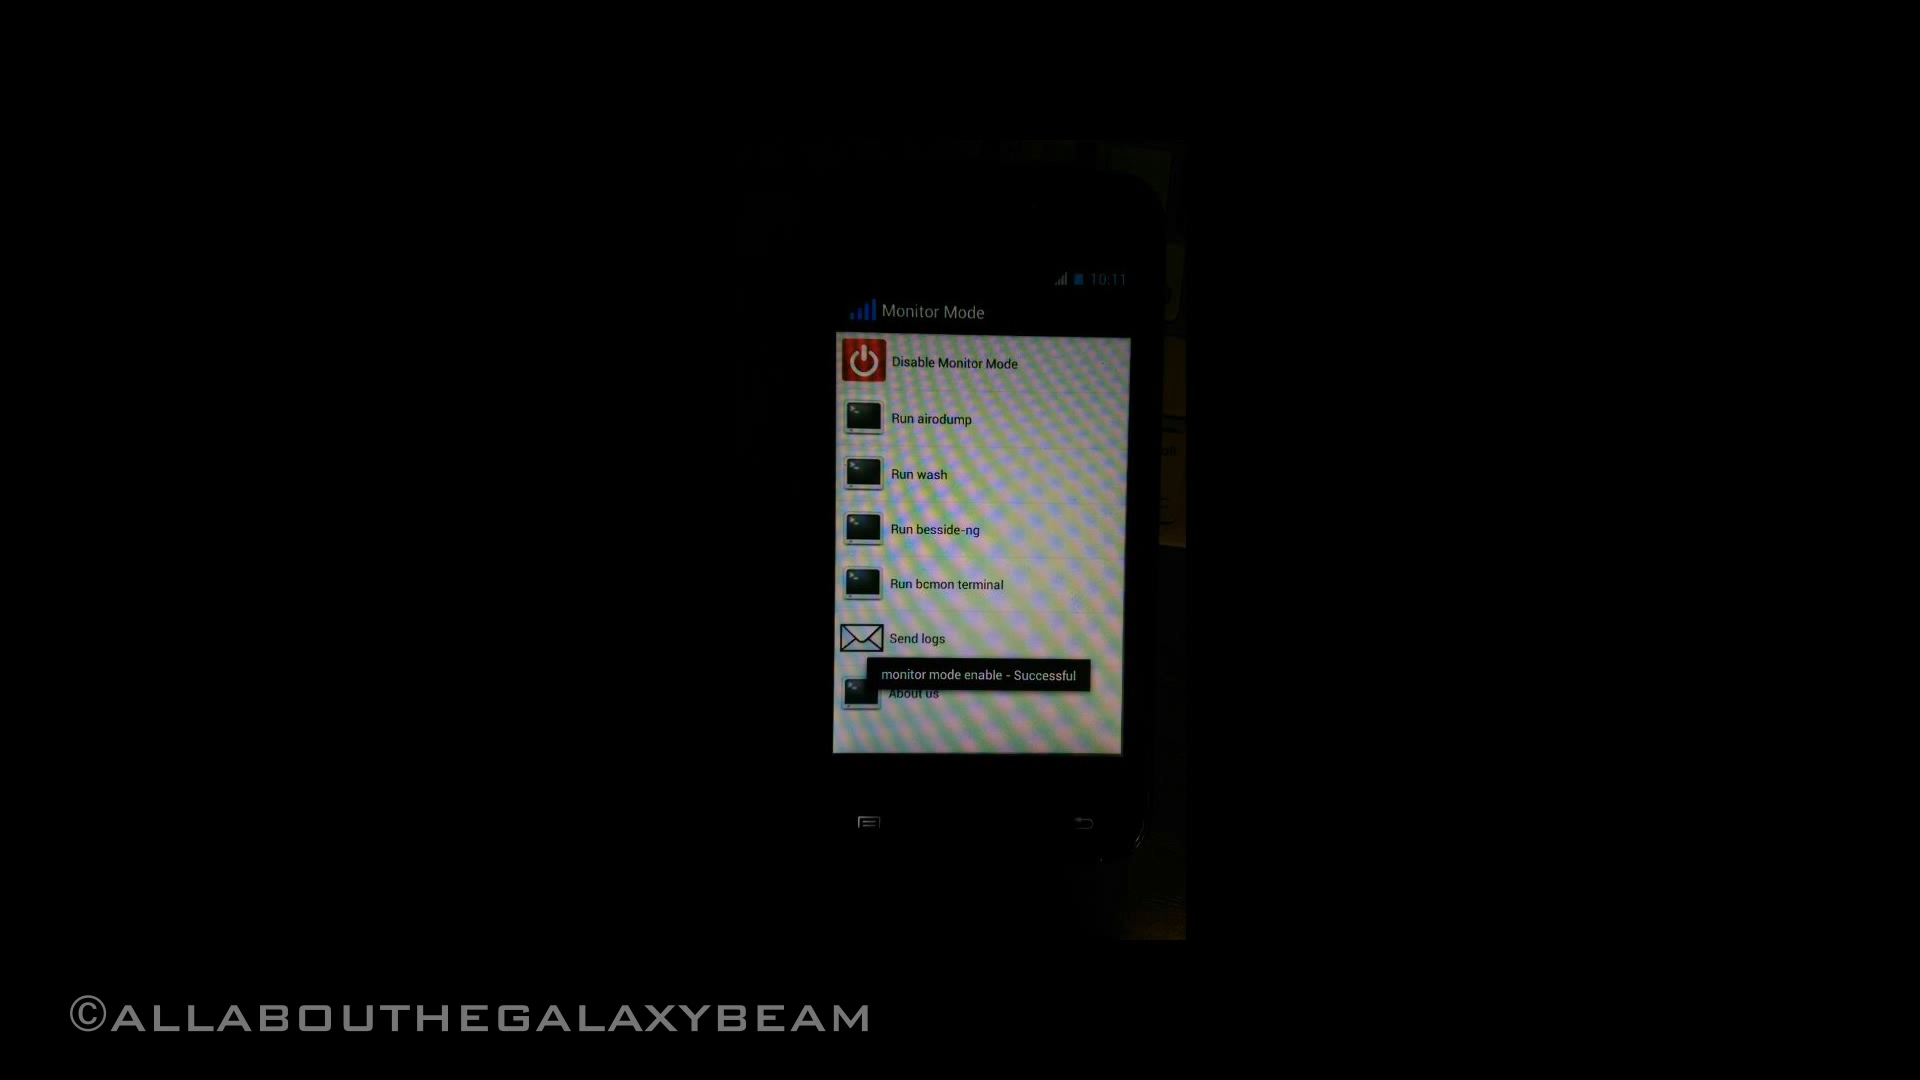 10:11
Monitor Mode
Disable Monitor Mode
Run airodump
Run wash
Run besside-ng
Run bcmon terminal
Send logs
monitor mode enable - Successful
About us
©ALLABOUTHEGALAXYBEAM